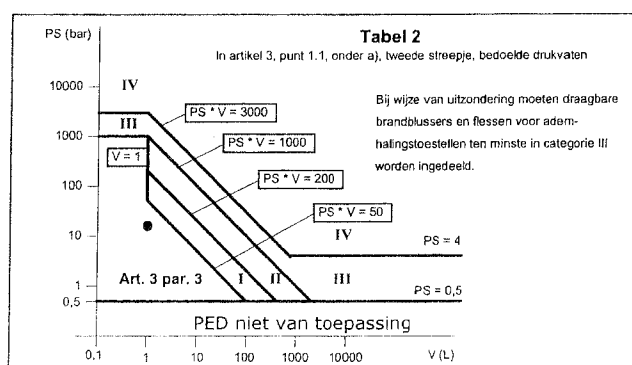 PS (bar)
Tabel 2
In artikel 3, punt 1.1, onder a), tweede streepje, bedoelde drukvaten
10000
IV
PS * V = 3000
Bij wijze van uitzondering moeten draagbare
brandblussers en flessen voor adem-
halingstoestellen ten minste in categorie III
worden ingedeeld.
III
1000
PS * V = 1000
V = 1
100
PS * V = 200
PS * V = 50
10
IV
PS = 4
Art. 3 par. 3
I
II
III
1
PS = 0,5
0,5
PED niet van toepassing
0,1
1
10
100
1000
10000
V (L)